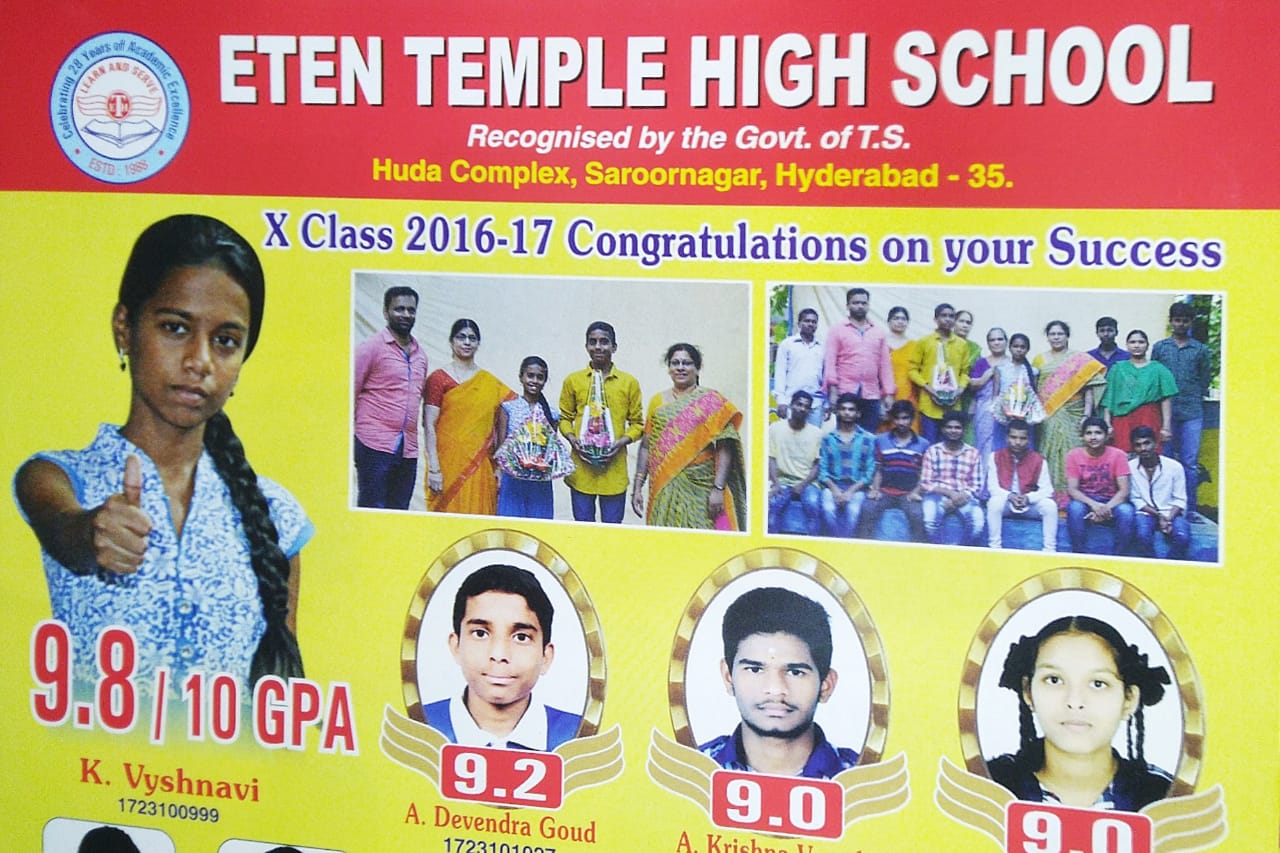 Celebrating 28 Years of Academic Excellence
LEARN AND SERVE
ESTD : 1988
ETEN TEMPLE HIGH SCHOOL
Recognised by the Govt. of T.S.
Huda Complex, Saroornagar, Hyderabad - 35.
X Class 2016-17 Congratulations on your Success
9.8 / 10 GPA
K. Vyshnavi
1723100999
9.2
A. Devendra Goud
9.0
A. Krishna
9.0